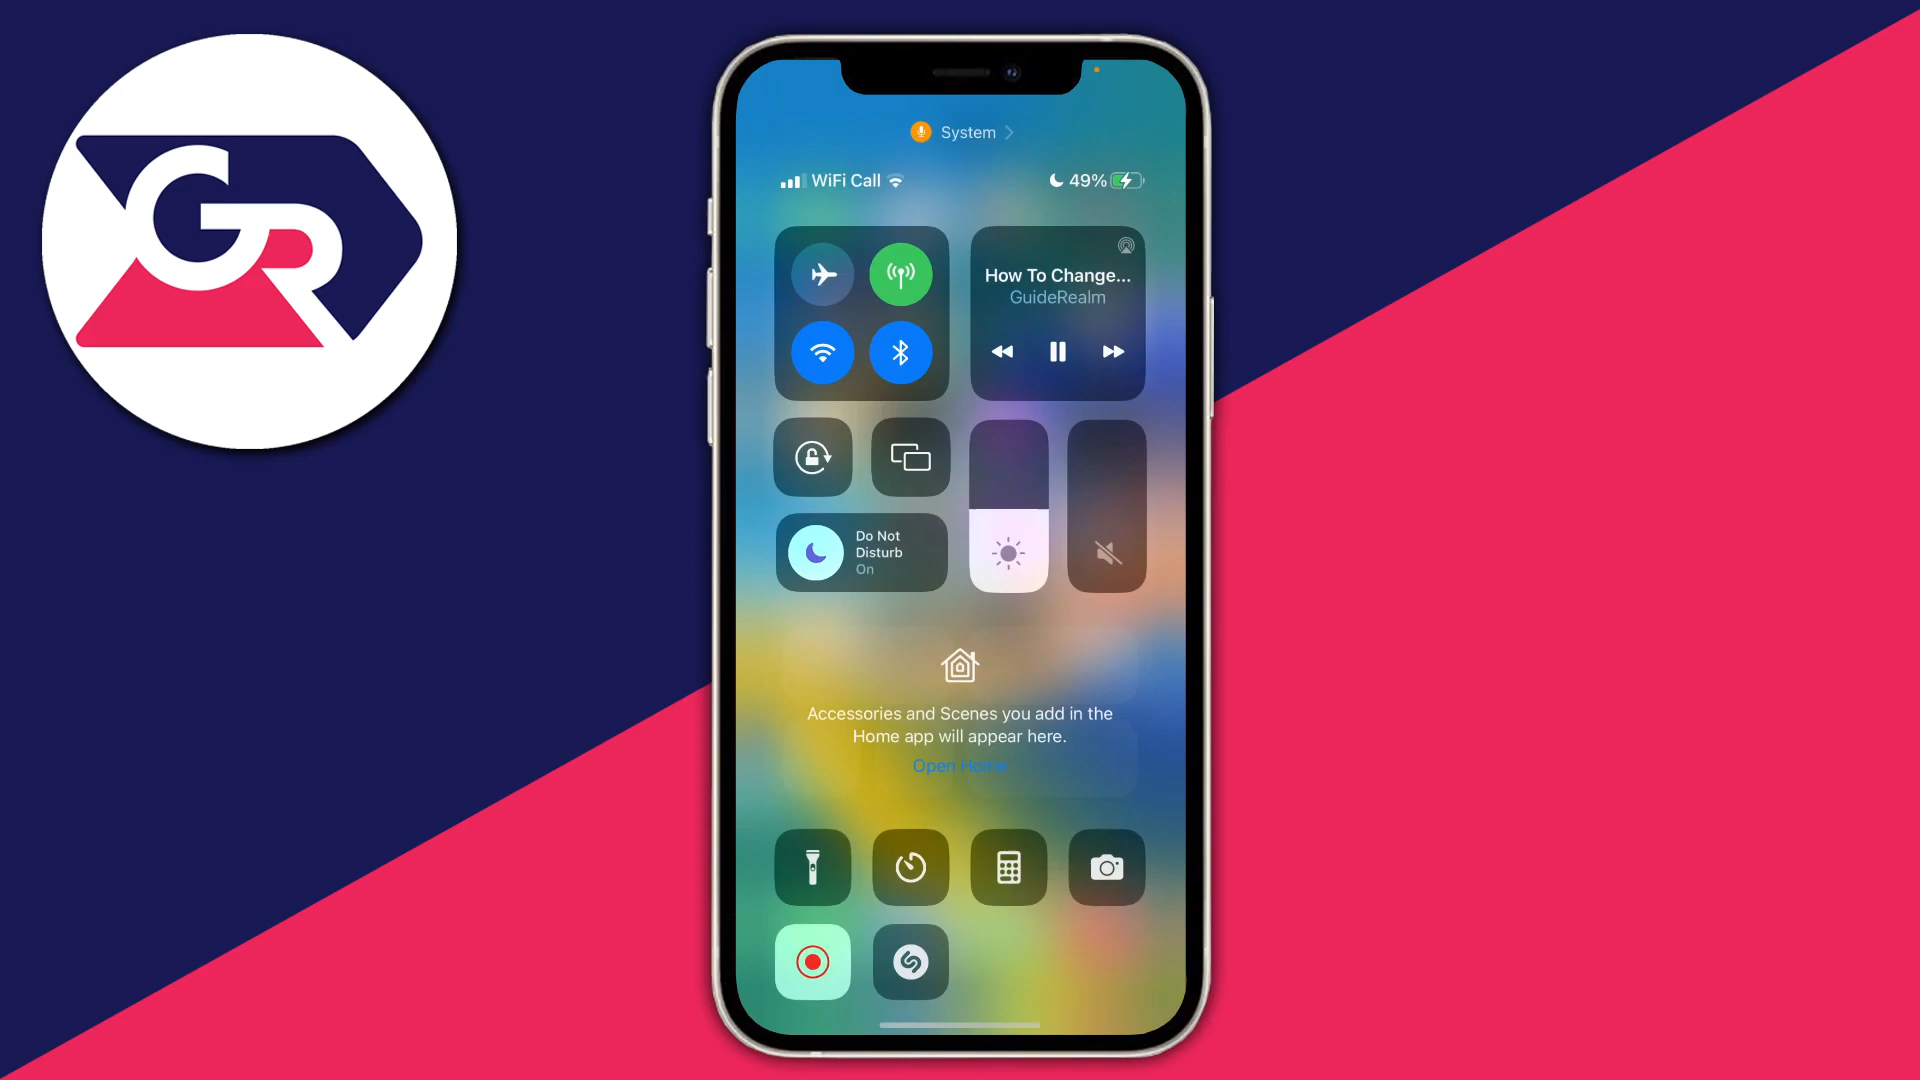 GR
System
WiFi Call
49%
How To Change...
GuideRealm
Do Not
Disturb
On
Accessories and Scenes you add in the
Home app will appear here.
Open Home